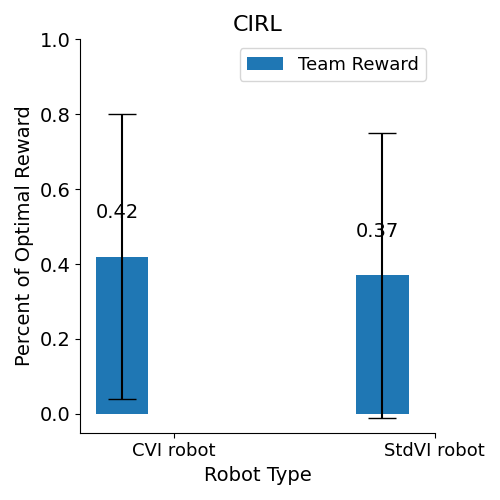 CIRL
Team Reward
Percent of Optimal Reward
1.0
0.8
0.6
0.4
0.2
0.0
0.42
0.37
CVI robot
StdVI robot
Robot Type